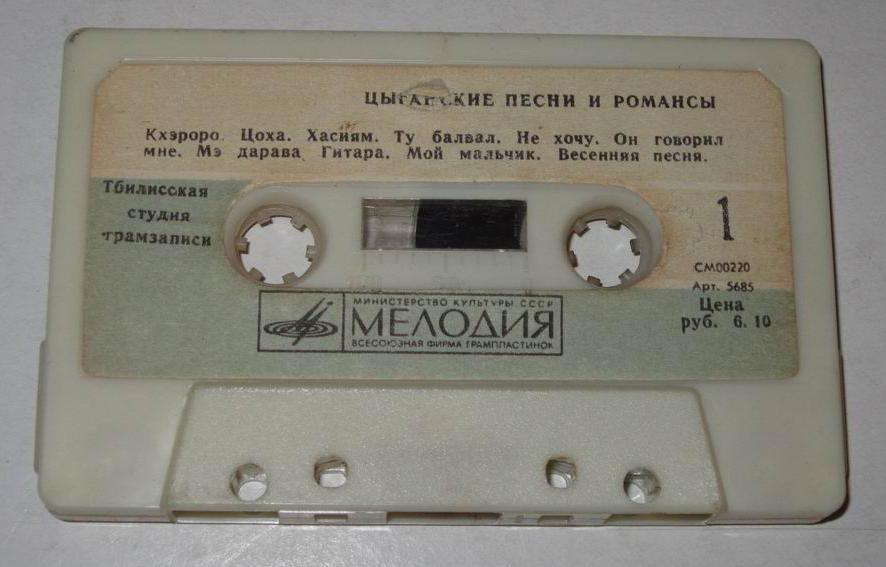 ЦЫГАНСКИЕ ПЕСНИ И РОМАНСЫ
Кхэроро. Цоха. Хасиям. Ту балвал. Не хочу. Он говорил
мне. Мэ дарава Гитара. Мой мальчик. Весенняя песня.
Тбилисская
студия
грамзаписи
1
СМ00220
Арт. 5685
Цена
руб. 6.10
МИНИСТЕРСТВО КУЛЬТУРЫ СССР
МЕЛОДИЯ
ВСЕСОЮЗНАЯ ФИРМА ГРАМПЛАСТИНОК